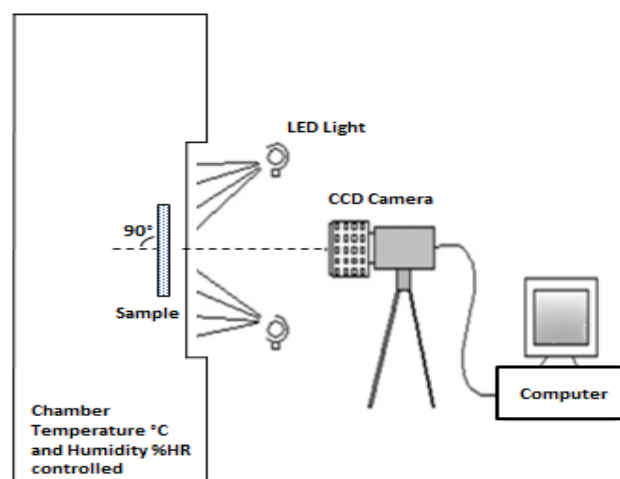 LED Light
CCD Camera
90°
Sample
Computer
Chamber
Temperature °C
and Humidity %HR
controlled